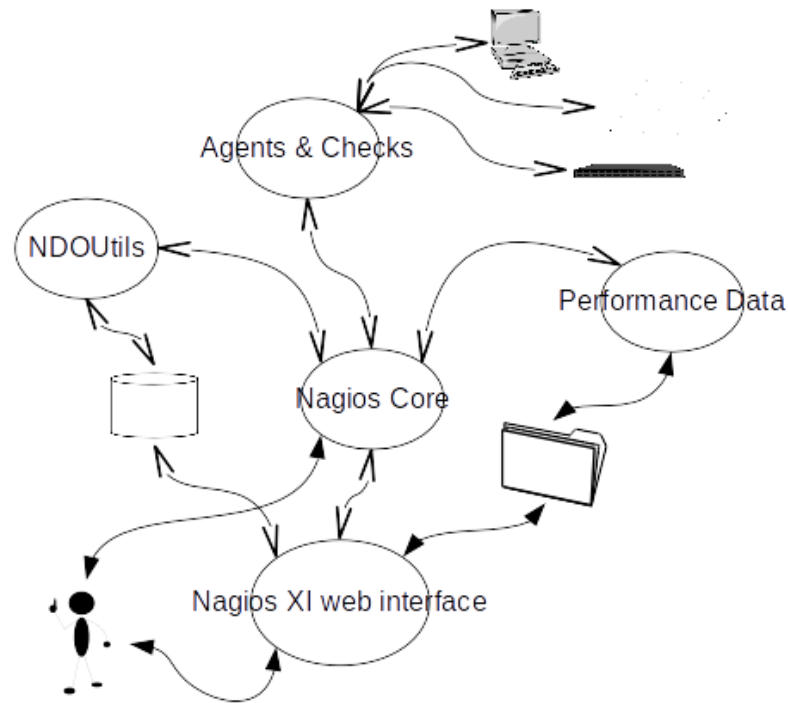 Agents & Checks
NDOUtils
Performance Data
Nagios Core
Nagios XI web interface